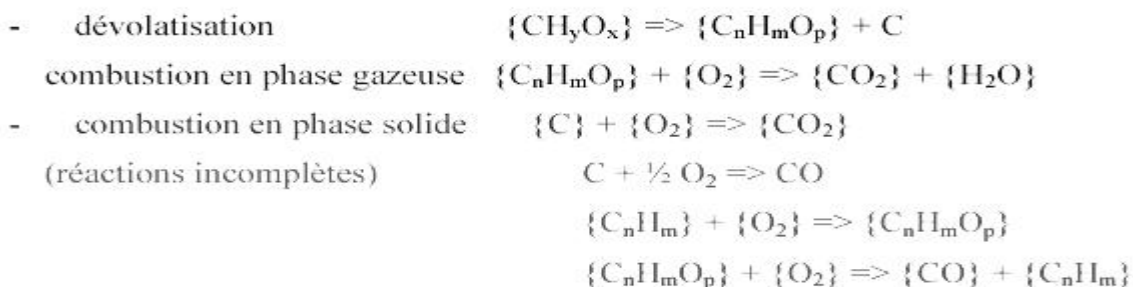 - dévolatisation {CHyOx} => {CnHmOp} + C
combustion en phase gazeuse {CnHmOp} + {O2} => {CO2} + {H2O}
- combustion en phase solide {C} + {O2} => {CO2}
(réactions incomplètes) C + ½ O2 => CO
{CnHm} + {O2} => {CnHmOp}
{CnHmOp} + {O2} => {CO} + {CnHm}